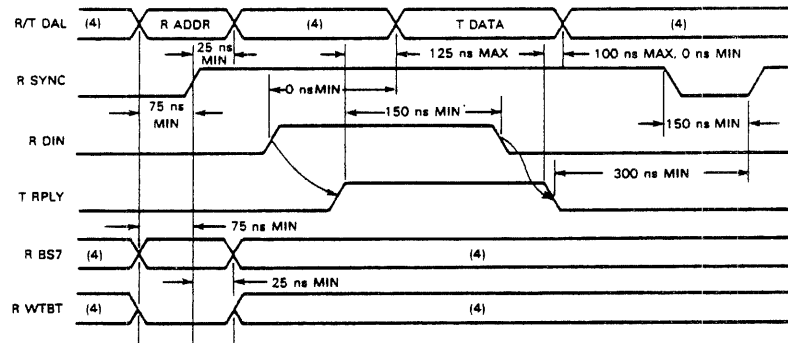 R/T DAL (4) R ADDR (4) T DATA (4)
25 ns MIN
125 ns MAX
100 ns MAX, 0 ns MIN
R SYNC
0 ns MIN
75 ns MIN
150 ns MIN
150 ns MIN
R DIN
300 ns MIN
T RPLY
75 ns MIN
R BS7 (4) (4)
25 ns MIN
R WTBT (4) (4)